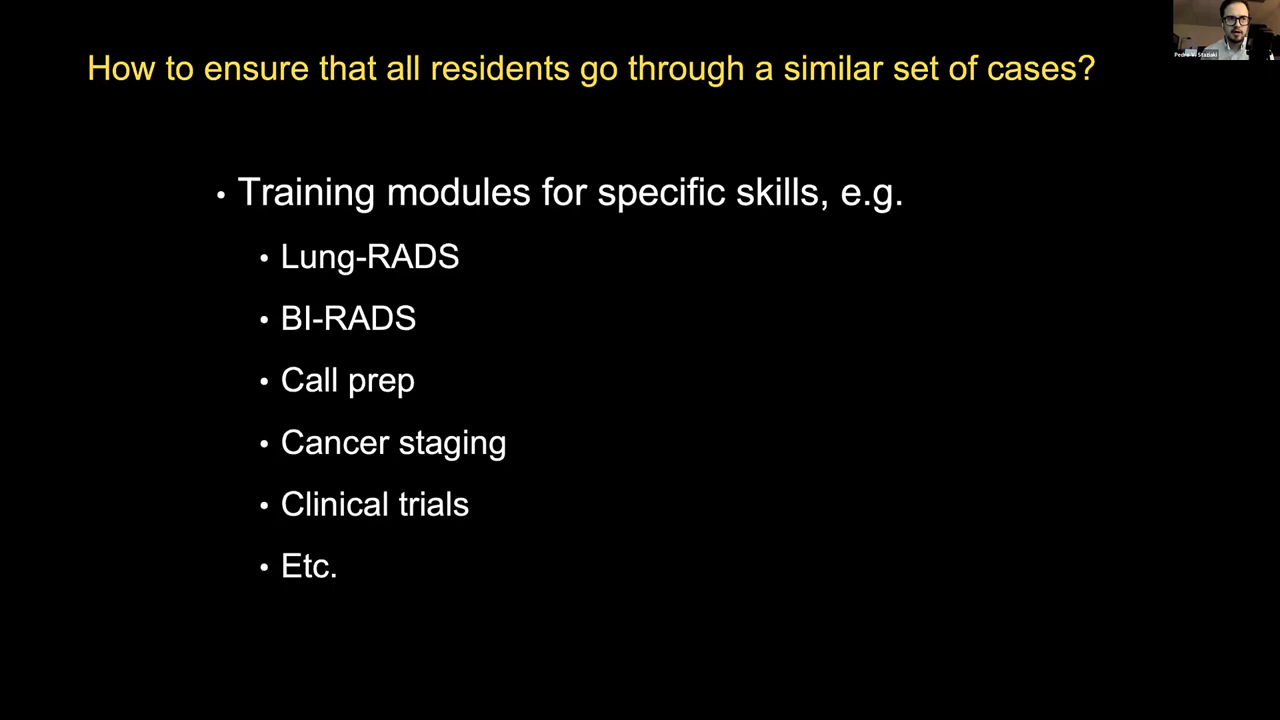 How to ensure that all residents go through a similar set of cases?
• Training modules for specific skills, e.g.
• Lung-RADS
• BI-RADS
• Call prep
• Cancer staging
• Clinical trials
• Etc.